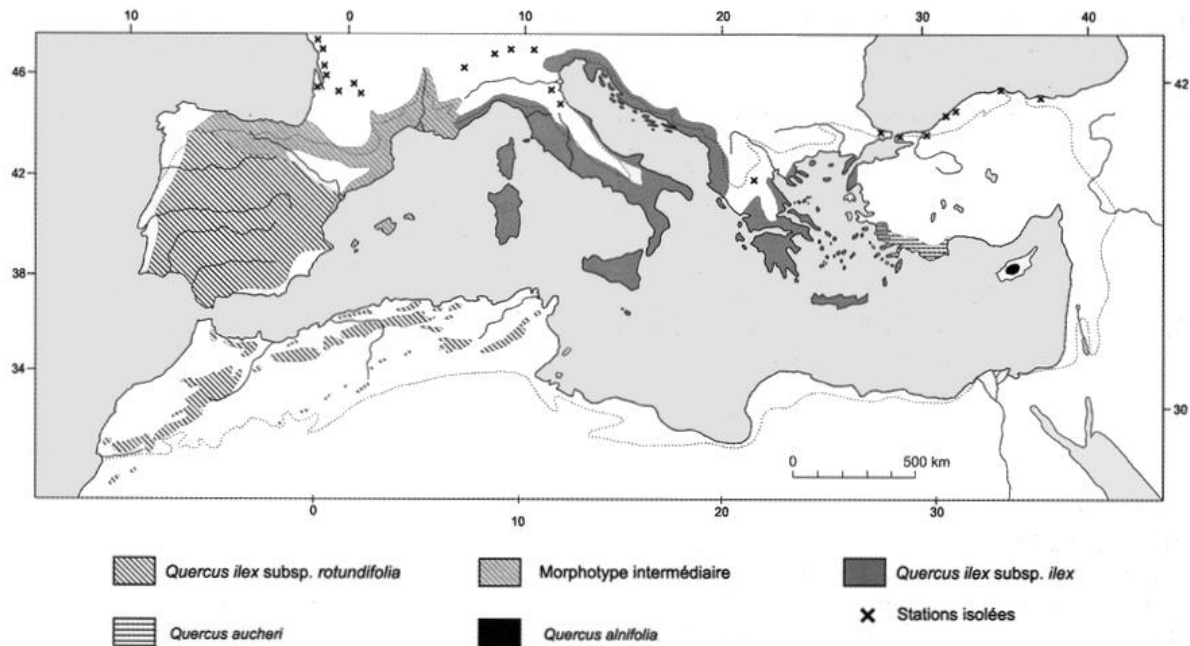 10 0 10 20 30 40
46 42
42
38
34 30
0 500 km
0 10 20 30
Quercus ilex subsp. rotundifolia Morphotype intermédiaire Quercus ilex subsp. ilex
Quercus aucheri Quercus alnifolia Stations isolées